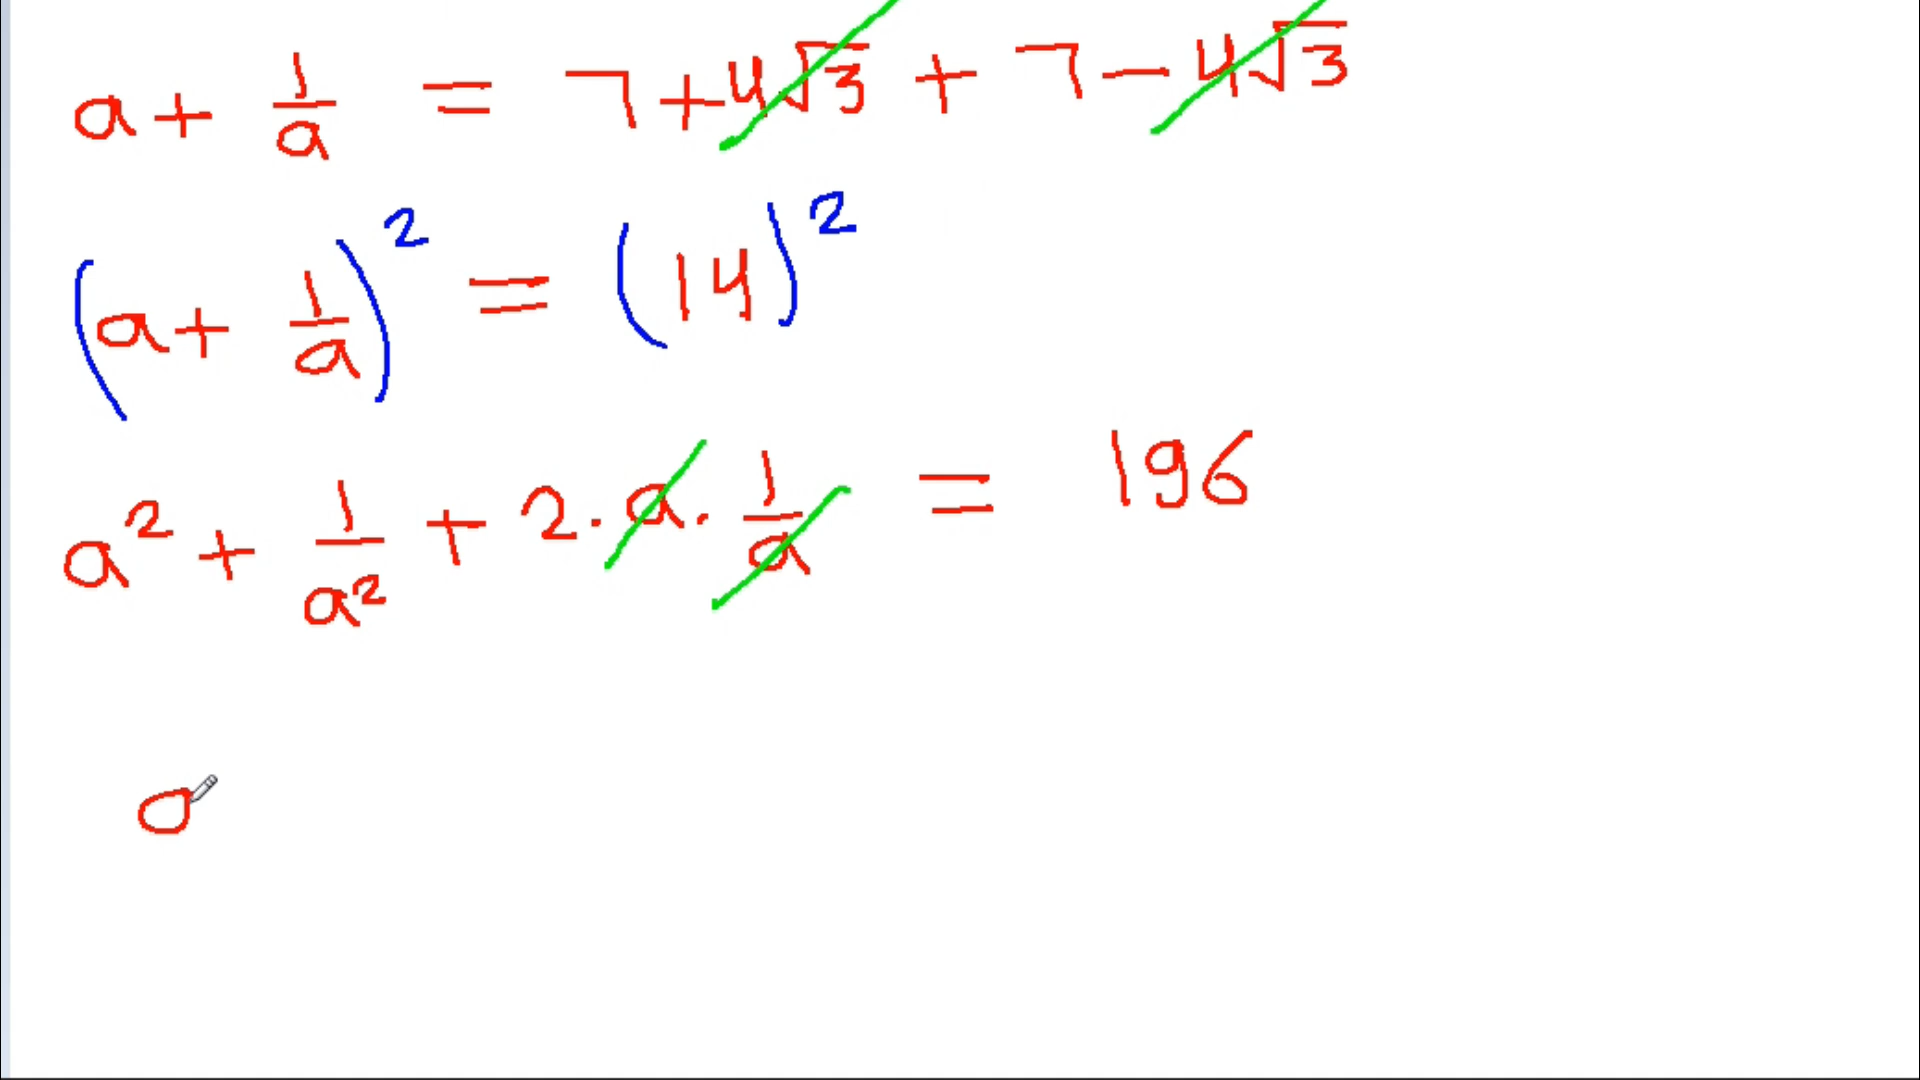 a + 1/a = 7 + 4√3 + 7 - 4√3
(a + 1/a)² = (14)²
a² + 1/a² + 2 · a · 1/a = 196